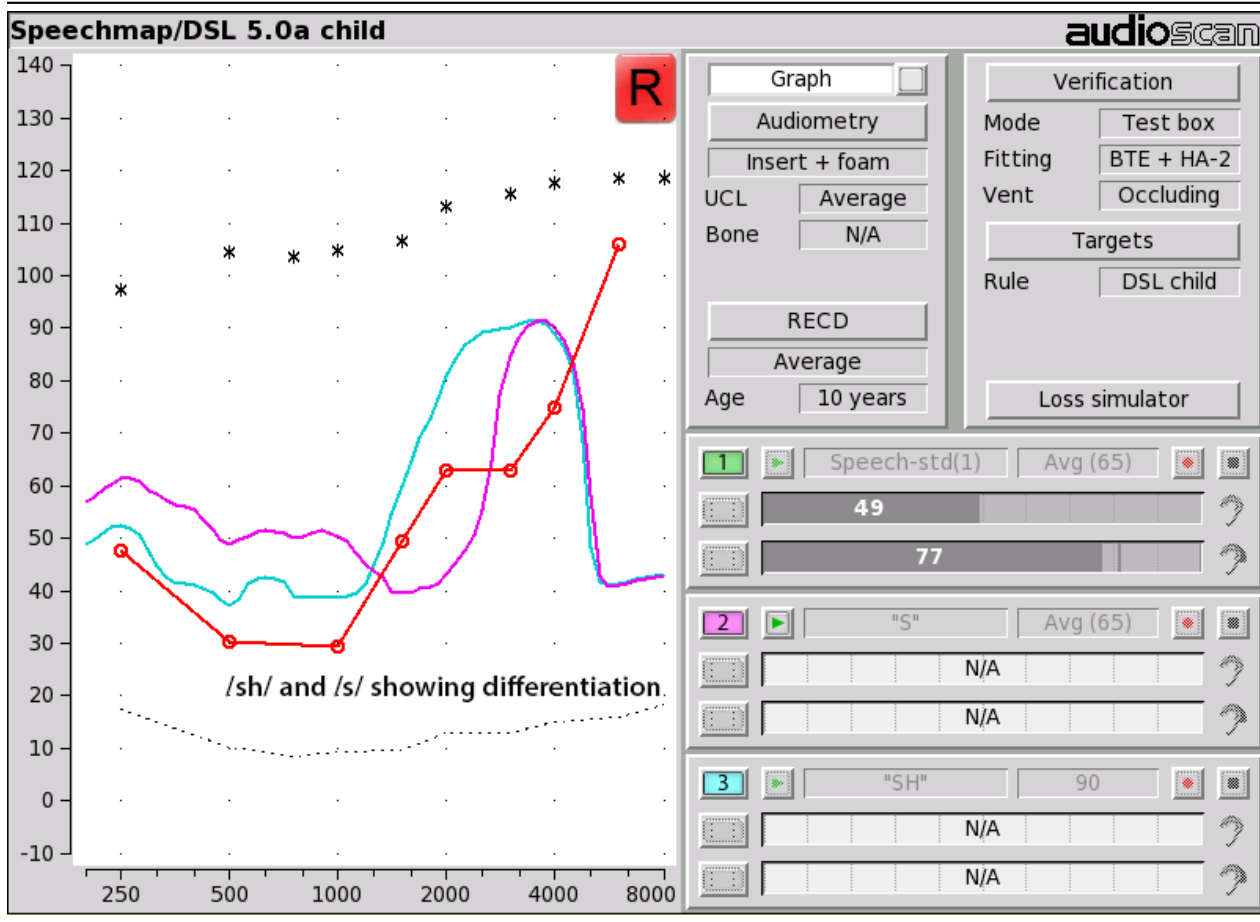 Speechmap/DSL 5.0a child
audioscan
140
130
120
110
100
90
80
70
60
50
40
30
20
10
0
-10
250 500 1000 2000 4000 8000
R
/sh/ and /s/ showing differentiation
Graph
Audiometry
Insert + foam
UCL Average
Bone N/A
RECD
Average
Age 10 years
Verification
Mode Test box
Fitting BTE + HA-2
Vent Occluding
Targets
Rule DSL child
Loss simulator
1 Speech-std(1) Avg (65)
49
77
2 "S" Avg (65)
N/A
N/A
3 "SH" 90
N/A
N/A